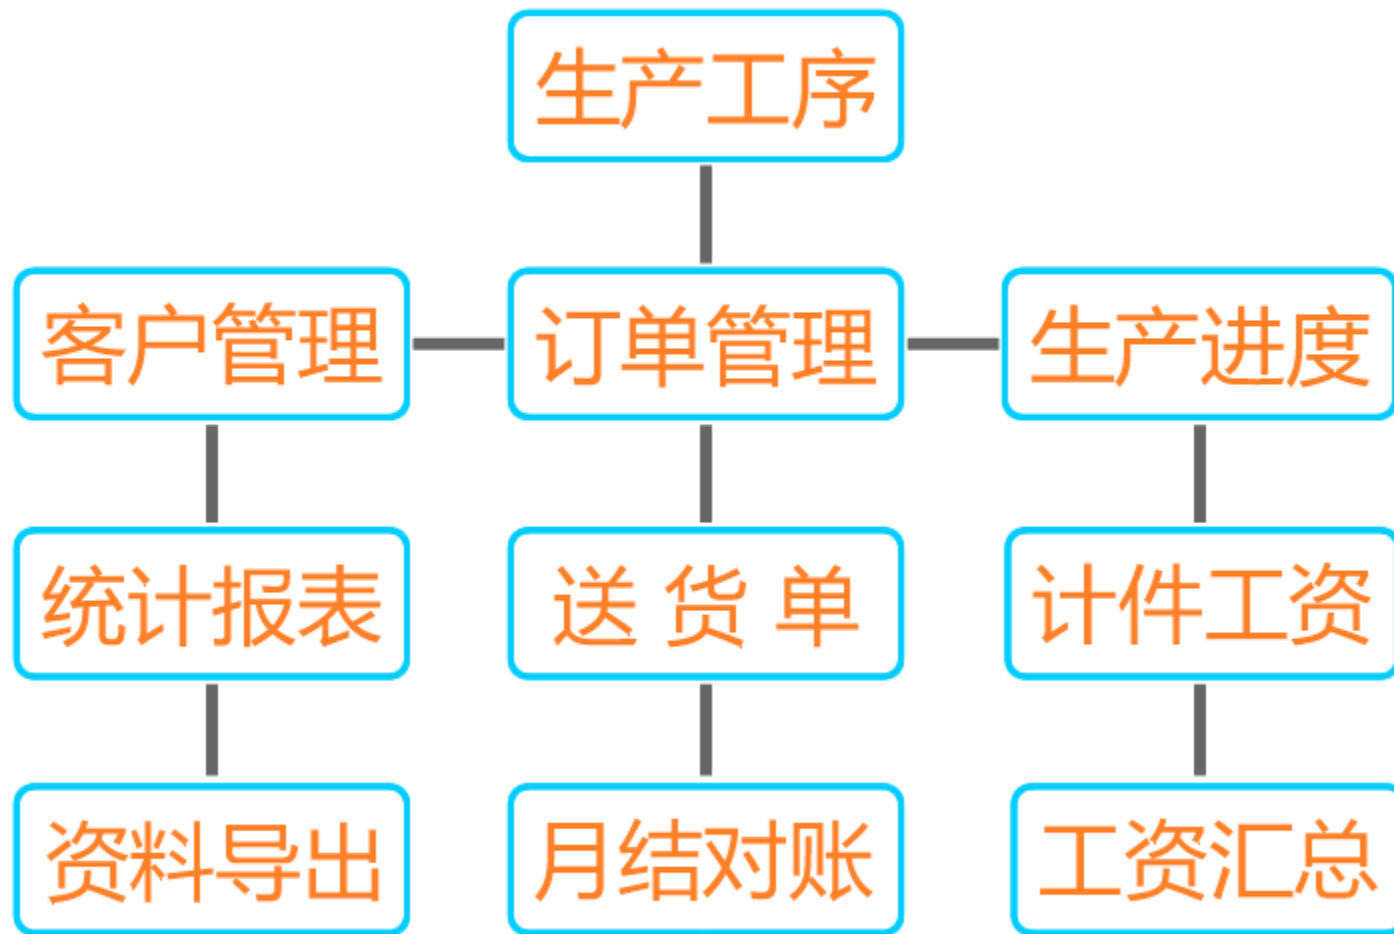 生产工序
客户管理
订单管理
生产进度
统计报表
送 货 单
计件工资
资料导出
月结对账
工资汇总